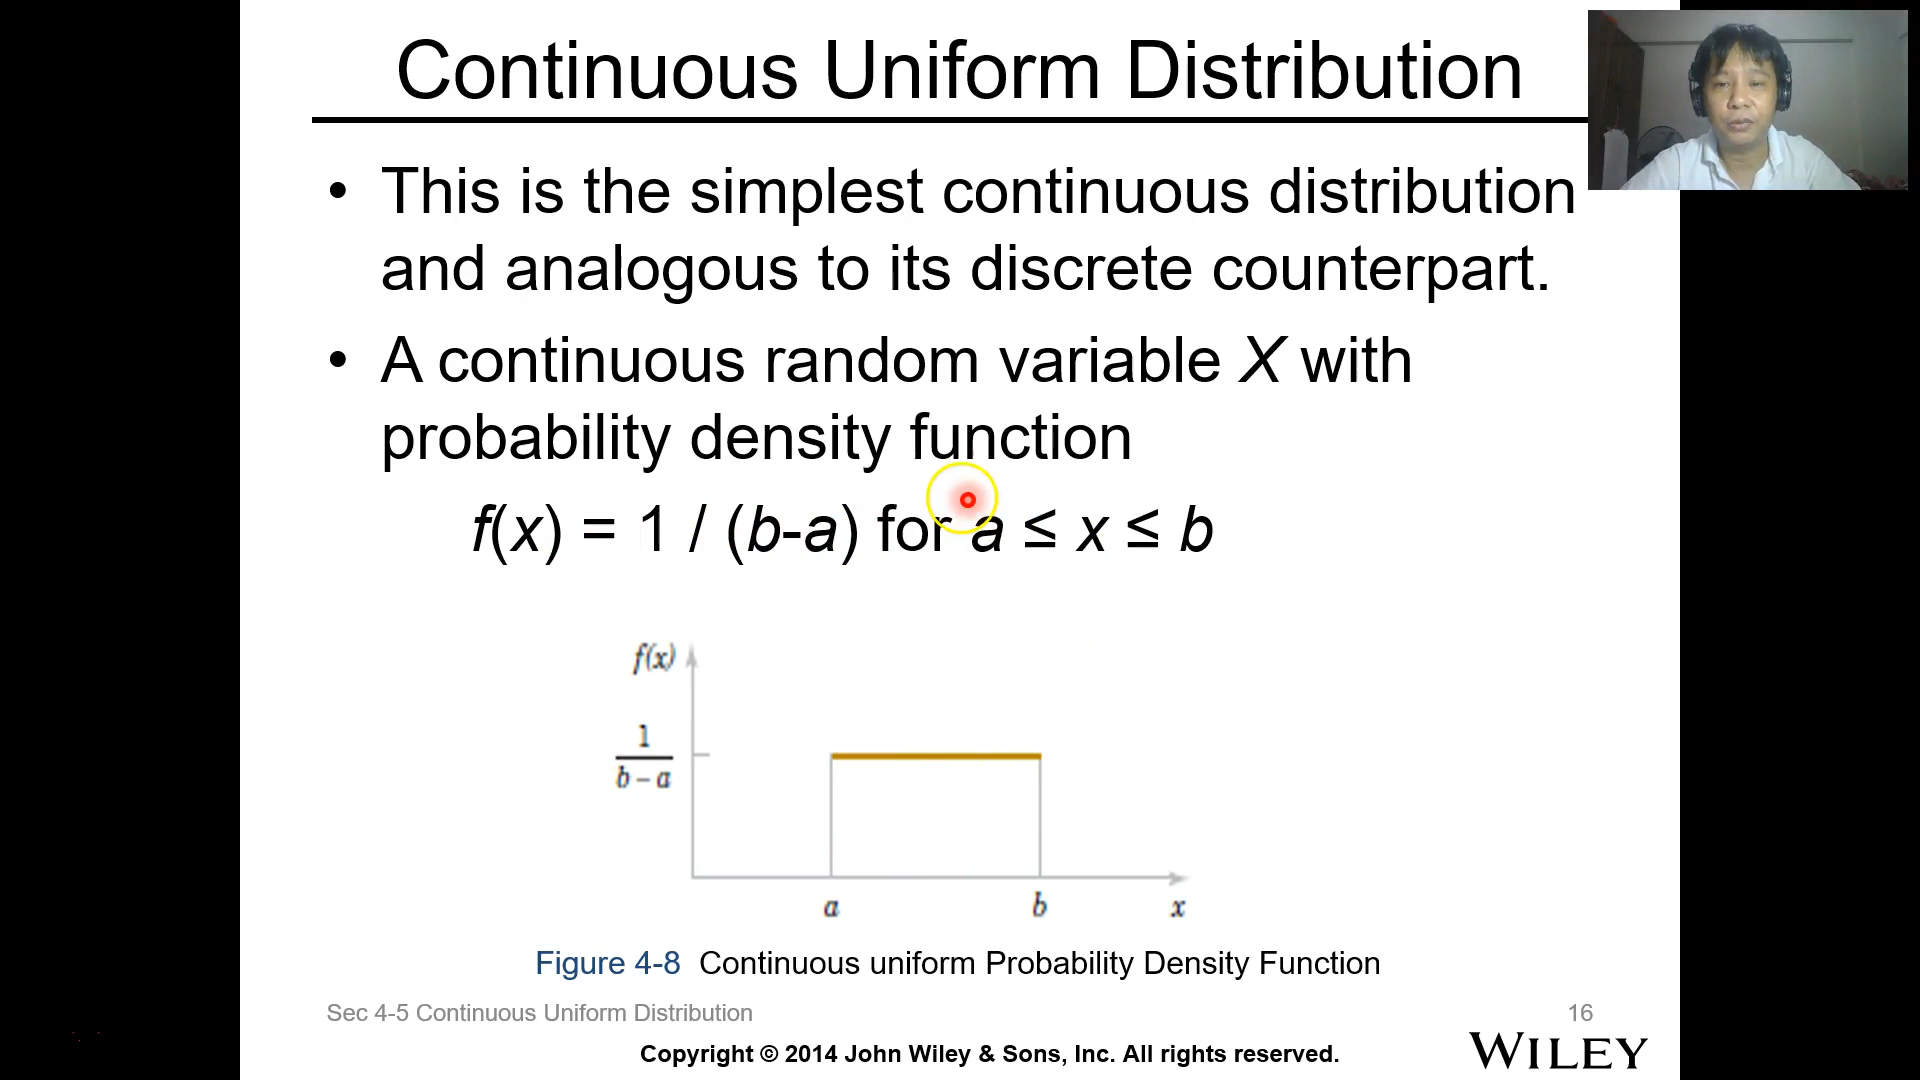 Continuous Uniform Distribution
• This is the simplest continuous distribution
and analogous to its discrete counterpart.
• A continuous random variable X with
probability density function
f(x) = 1 / (b-a) for a ≤ x ≤ b
f(x)
1
b – a
a b x
Figure 4-8 Continuous uniform Probability Density Function
Sec 4-5 Continuous Uniform Distribution 16
Copyright © 2014 John Wiley & Sons, Inc. All rights reserved.
WILEY